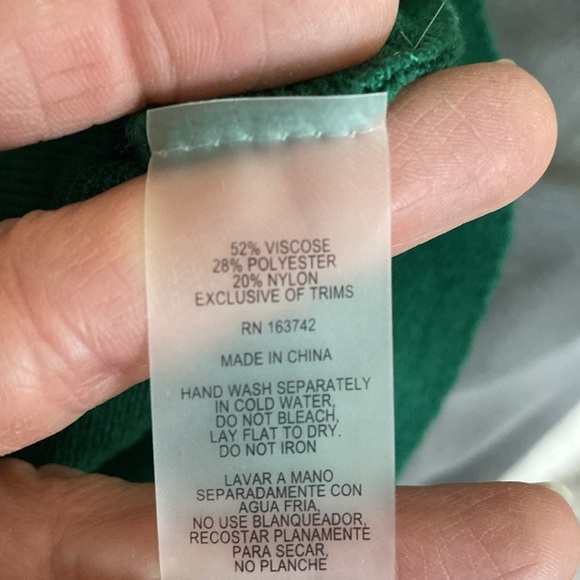 52% VISCOSE
28% POLYESTER
20% NYLON
EXCLUSIVE OF TRIMS
RN 163742
MADE IN CHINA
HAND WASH SEPARATELY
IN COLD WATER,
DO NOT BLEACH,
LAY FLAT TO DRY.
DO NOT IRON
LAVAR A MANO
SEPARADAMENTE CON
AGUA FRIA,
NO USE BLANQUEADOR,
RECOSTAR PLANAMENTE
PARA SECAR,
NO PLANCHE